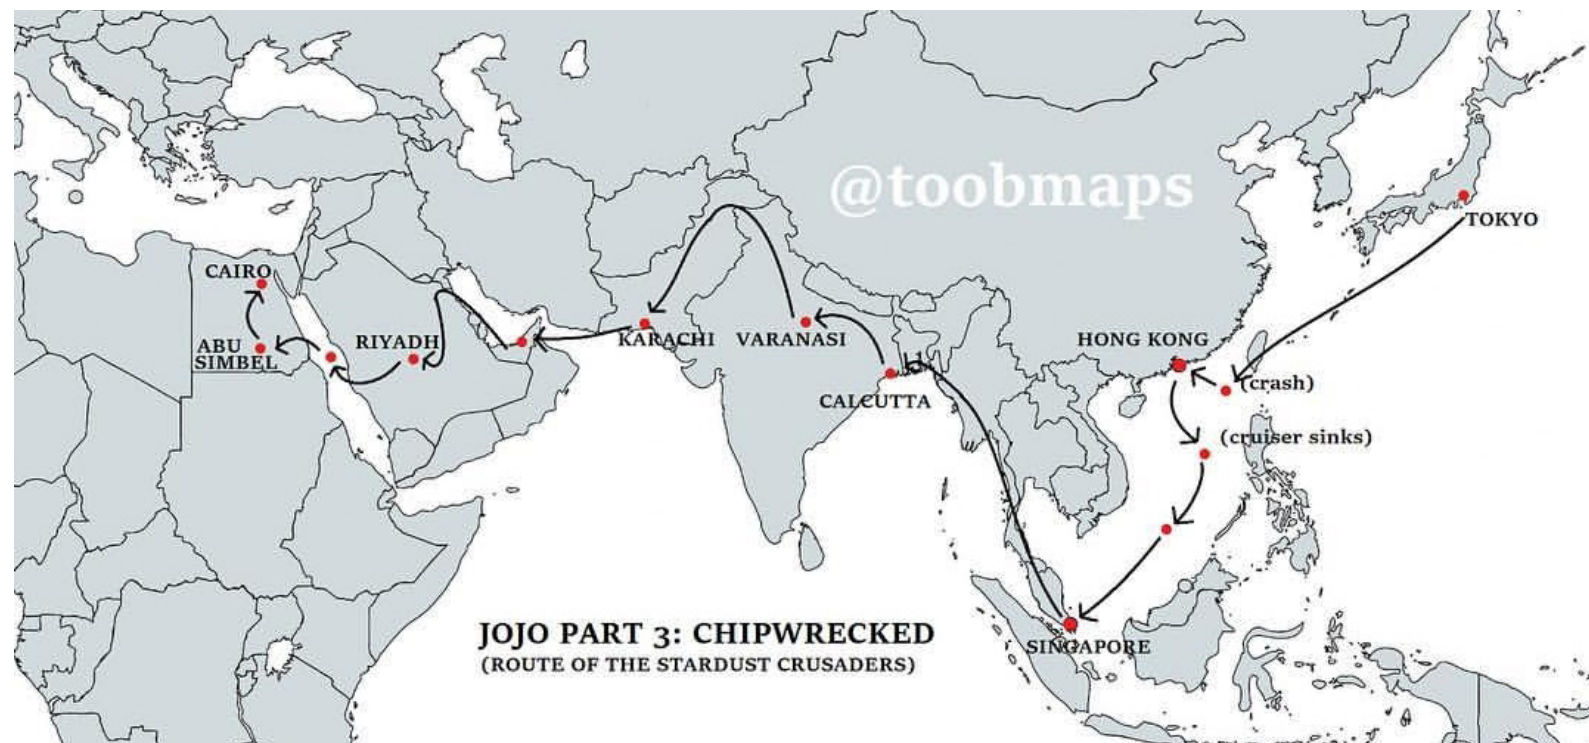 @toobmaps
TOKYO
CAIRO
ABU
SIMBEL
RIYADH
KARACHI
VARANASI
HONG KONG
(crash)
CALCUTTA
(cruiser sinks)
SINGAPORE
JOJO PART 3: CHIPWRECKED
(ROUTE OF THE STARDUST CRUSADERS)